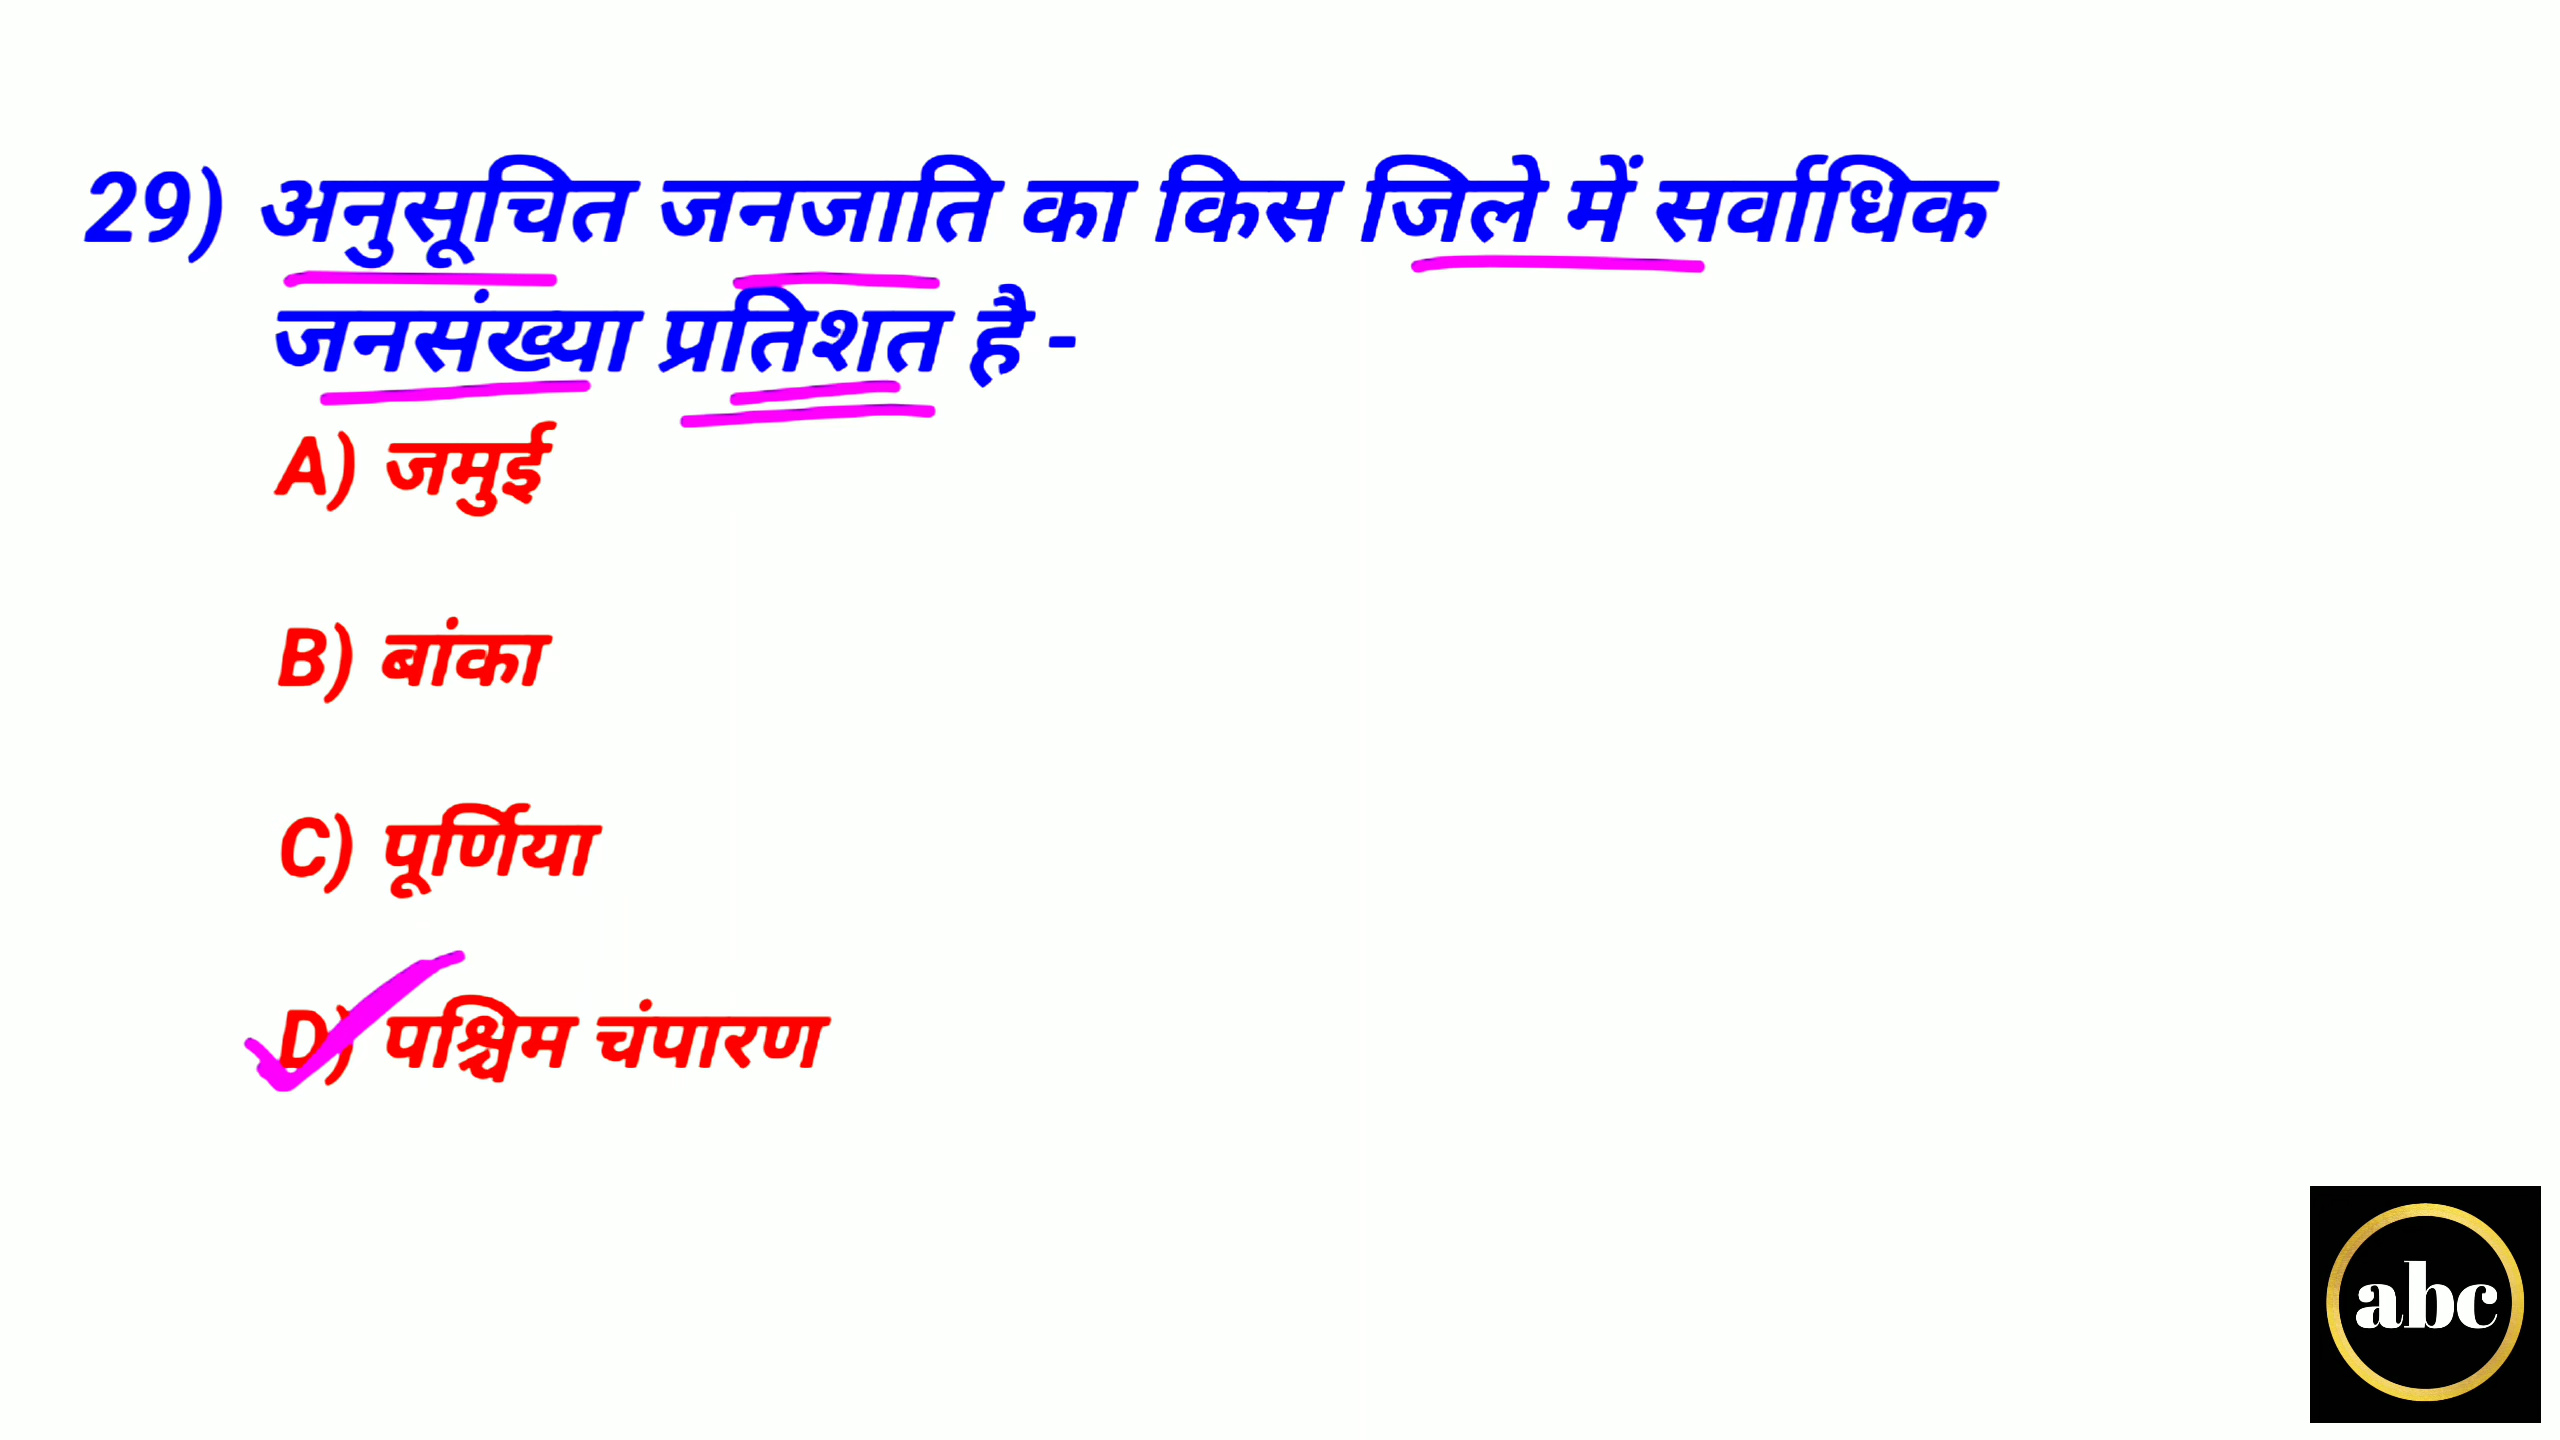 29) अनुसूचित जनजाति का किस जिले में सर्वाधिक
जनसंख्या प्रतिशत है -
A) जमुई
B) बांका
C) पूर्णिया
D) पश्चिम चंपारण
abc